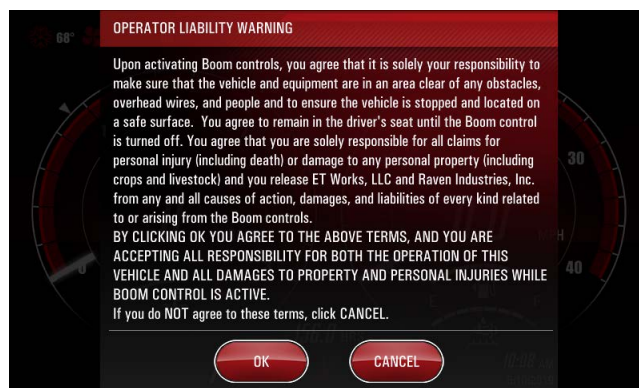 OPERATOR LIABILITY WARNING
68°
Upon activating Boom controls, you agree that it is solely your responsibility to
make sure that the vehicle and equipment are in an area clear of any obstacles,
overhead wires, and people and to ensure the vehicle is stopped and located on
a safe surface. You agree to remain in the driver's seat until the Boom control
is turned off. You agree that you are solely responsible for all claims for
personal injury (including death) or damage to any personal property (including
crops and livestock) and you release ET Works, LLC and Raven Industries, Inc.
from any and all causes of action, damages, and liabilities of every kind related
to or arising from the Boom controls.
BY CLICKING OK YOU AGREE TO THE ABOVE TERMS, AND YOU ARE
ACCEPTING ALL RESPONSIBILITY FOR BOTH THE OPERATION OF THIS
VEHICLE AND ALL DAMAGES TO PROPERTY AND PERSONAL INJURIES WHILE
BOOM CONTROL IS ACTIVE.
If you do NOT agree to these terms, click CANCEL.
30
40
0
E
F
OK
CANCEL